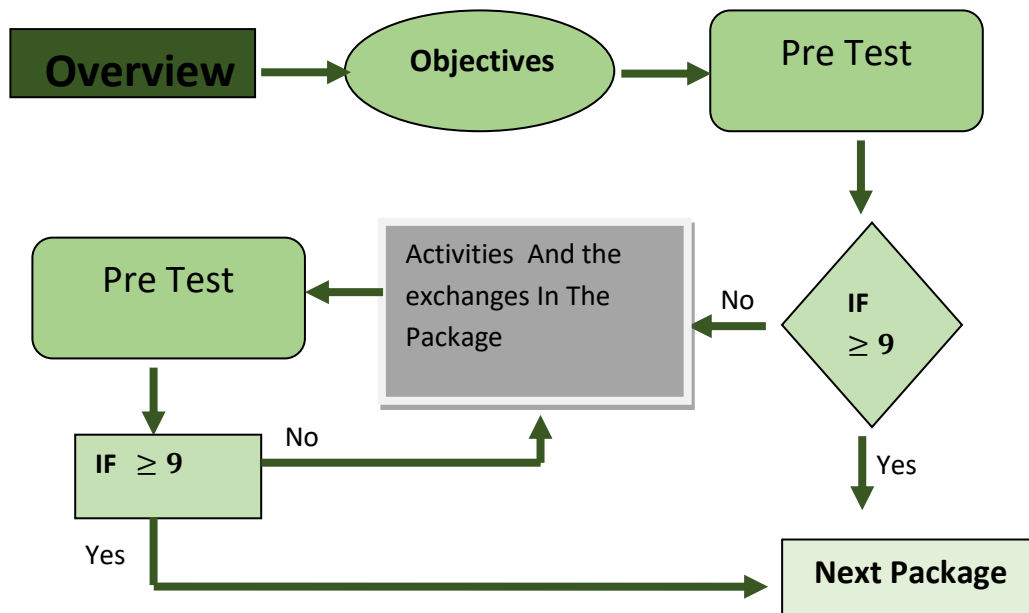 Overview
Objectives
Pre Test
IF
≥ 9
No
Yes
Activities And the
exchanges In The
Package
Pre Test
IF ≥ 9
No
Yes
Next Package